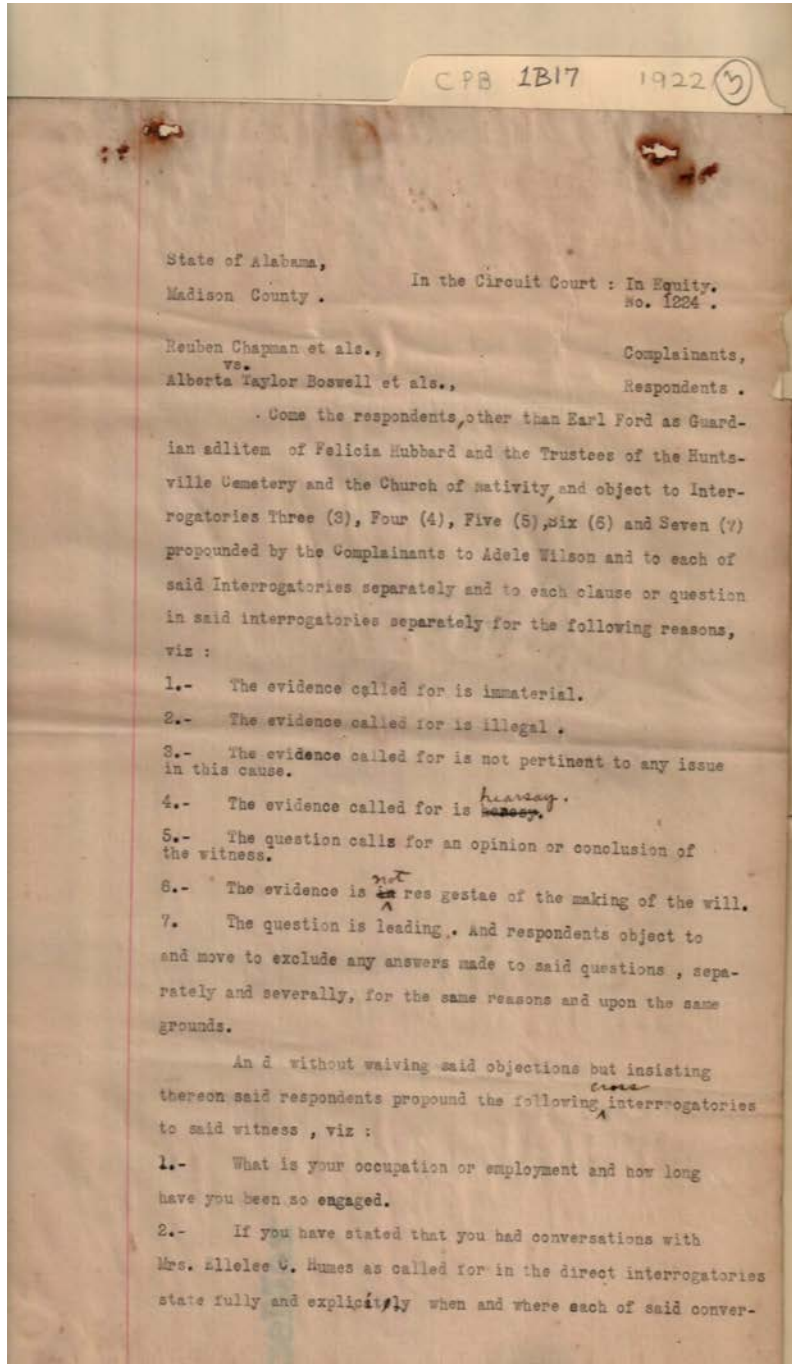 CPB 1B17 1922 3
State of Alabama,
In the Circuit Court : In Equity.
Madison County .
No. 1224 .
Reuben Chapman et als.,
Complainants,
vs.
Alberta Taylor Boswell et als.,
Respondents .
. Come the respondents,other than Earl Ford as Guard-
ian adlitem of Felicia Hubbard and the Trustees of the Hunts-
ville Cemetery and the Church of Nativity, and object to Inter-
rogatories Three (3), Four (4), Five (5),Six (6) and Seven (7)
propounded by the Complainants to Adele Wilson and to each of
said Interrogatories separately and to each clause or question
in said interrogatories separately for the following reasons,
viz :
1.- The evidence called for is immaterial.
2.- The evidence called for is illegal .
3.- The evidence called for is not pertinent to any issue
in this cause.
hearsay.
4.- The evidence called for is
5.- The question calls for an opinion or conclusion of
the witness.
not
6.- The evidence is in res gestae of the making of the will.
7. The question is leading . And respondents object to
and move to exclude any answers made to said questions , sepa-
rately and severally, for the same reasons and upon the same
grounds.
An d without waiving said objections but insisting
cross
thereon said respondents propound the following interrrogatories
to said witness , viz :
1.- What is your occupation or employment and how long
have you been so engaged.
2.- If you have stated that you had conversations with
Mrs. Ellelee C. Humes as called for in the direct interrogatories
state fully and explicitly when and where each of said conver-